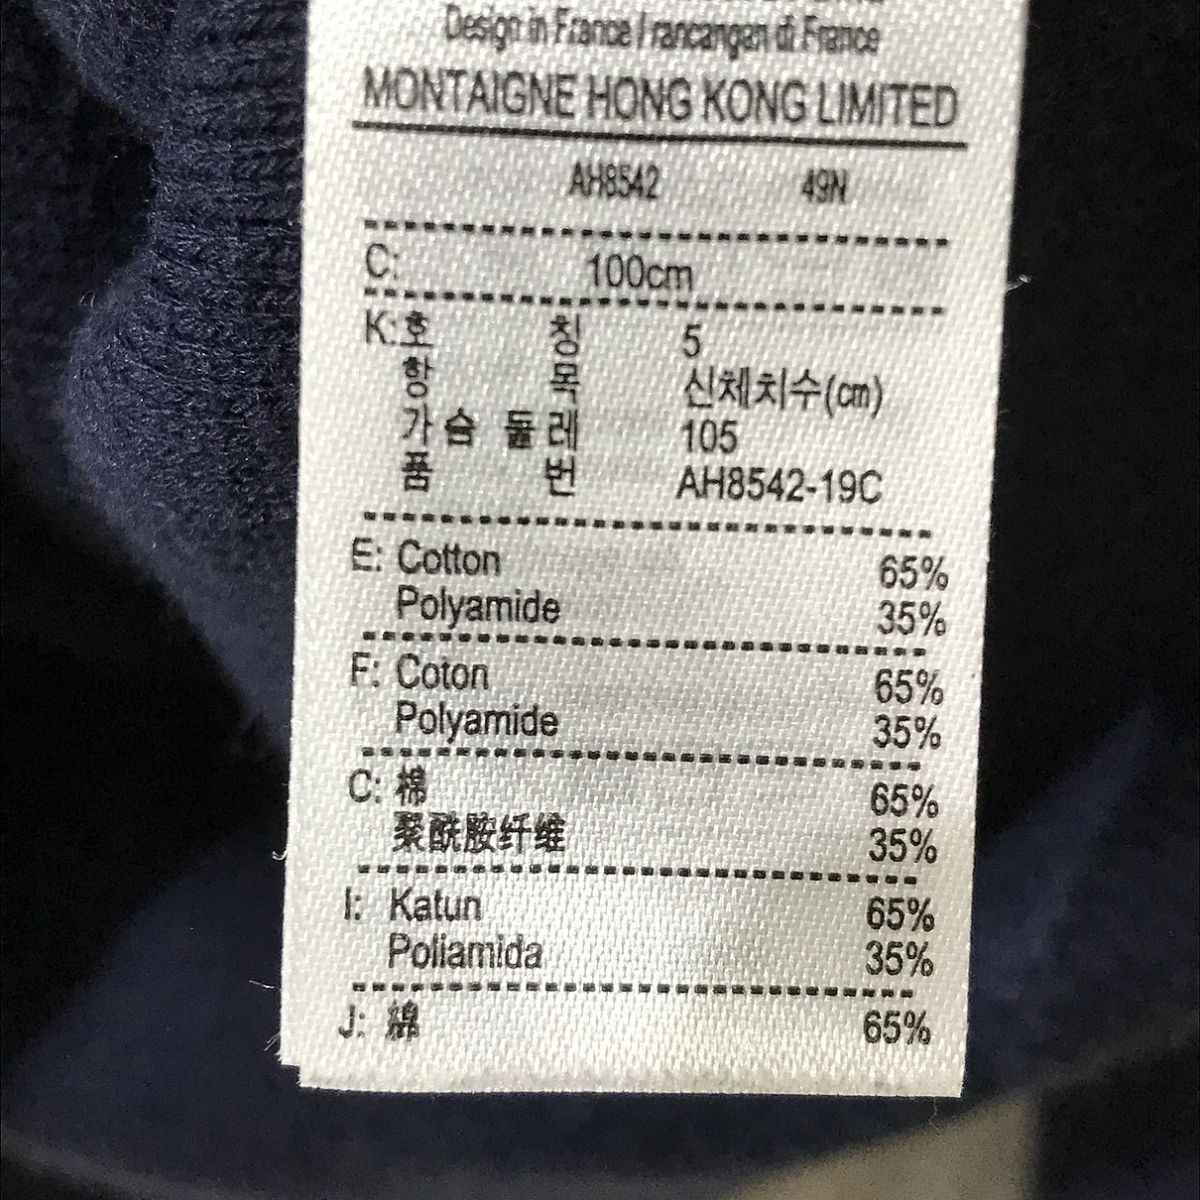 Design in France / rancangan di France
MONTAIGNE HONG KONG LIMITED
AH8542 49N
C: 100cm
K: 호 칭 5
항 목 신체치수(cm)
가 슴 둘 레 105
품 번 AH8542-19C
E: Cotton 65%
Polyamide 35%
F: Coton 65%
Polyamide 35%
C: 棉 65%
聚酰胺纤维 35%
I: Katun 65%
Poliamida 35%
J: 綿 65%